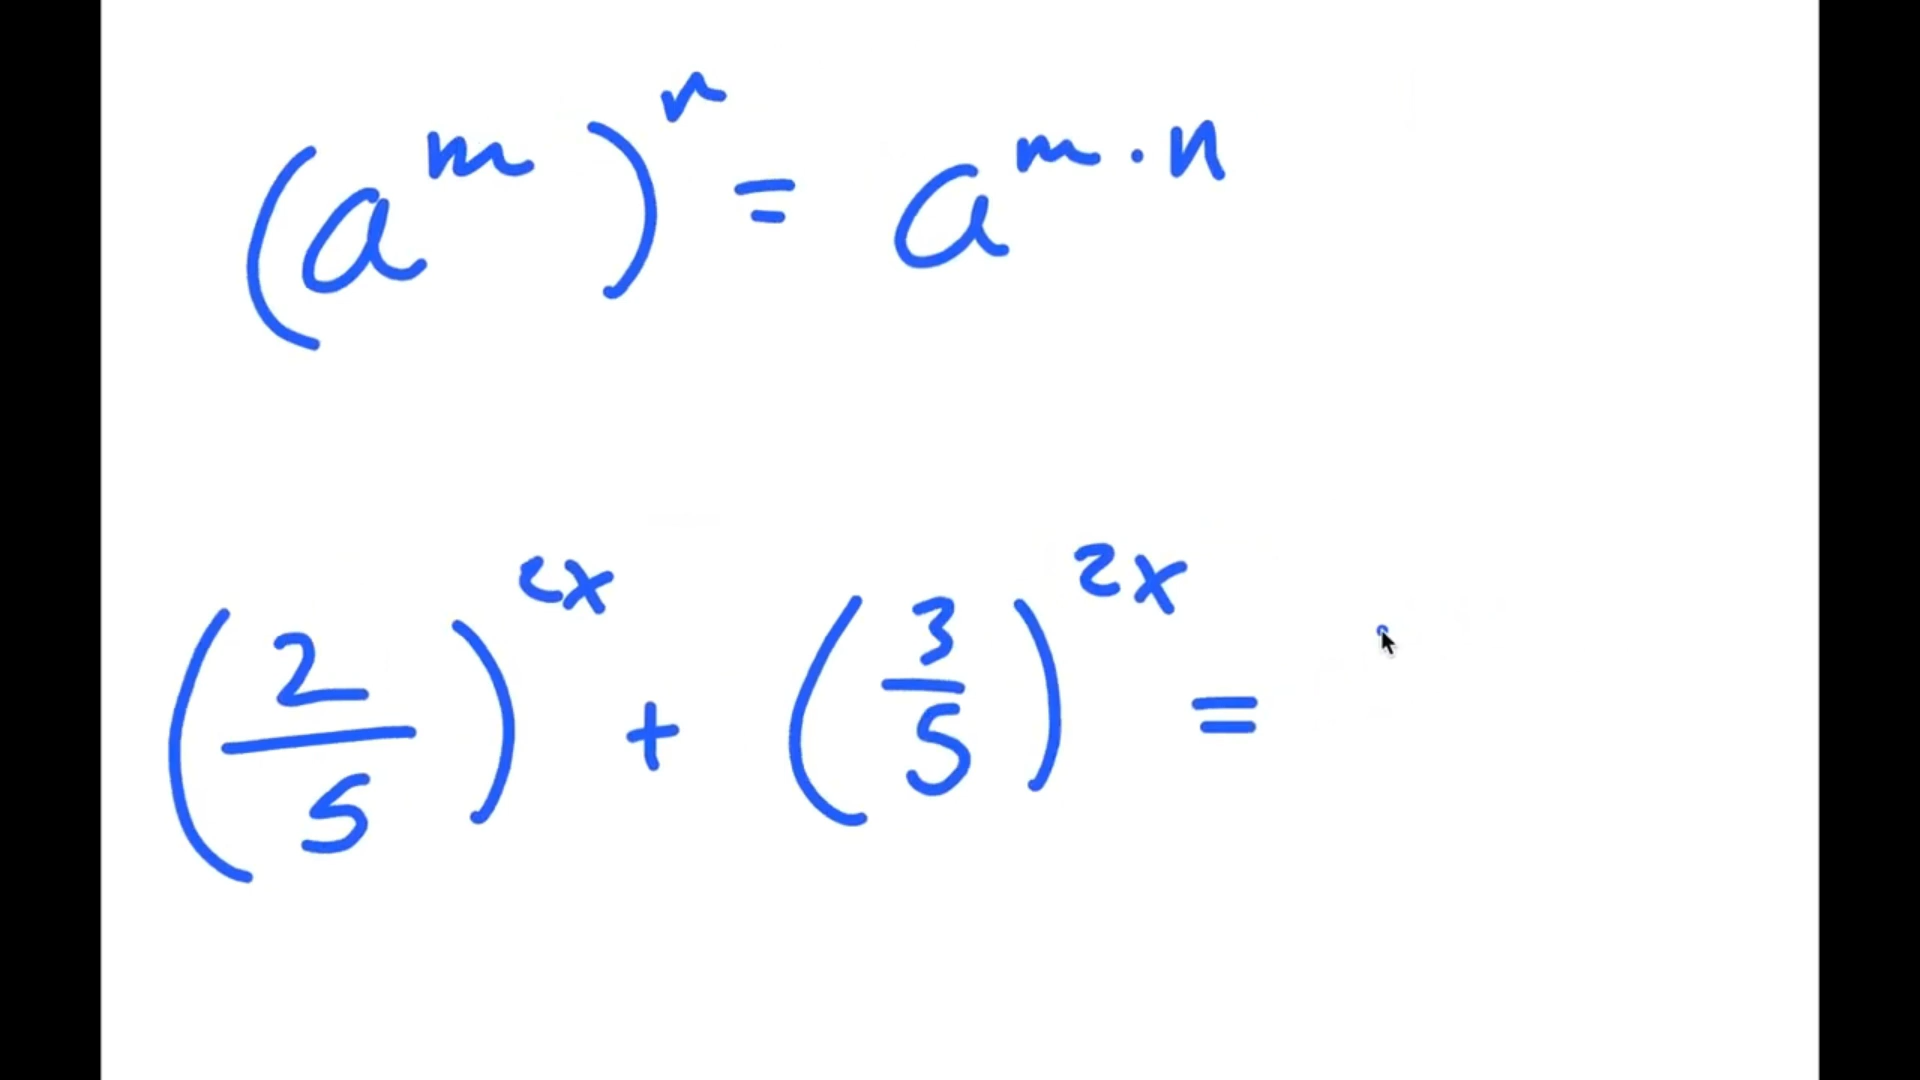 (a^m)^n = a^{m · n}
(2/5)^{2x} + (3/5)^{2x} =